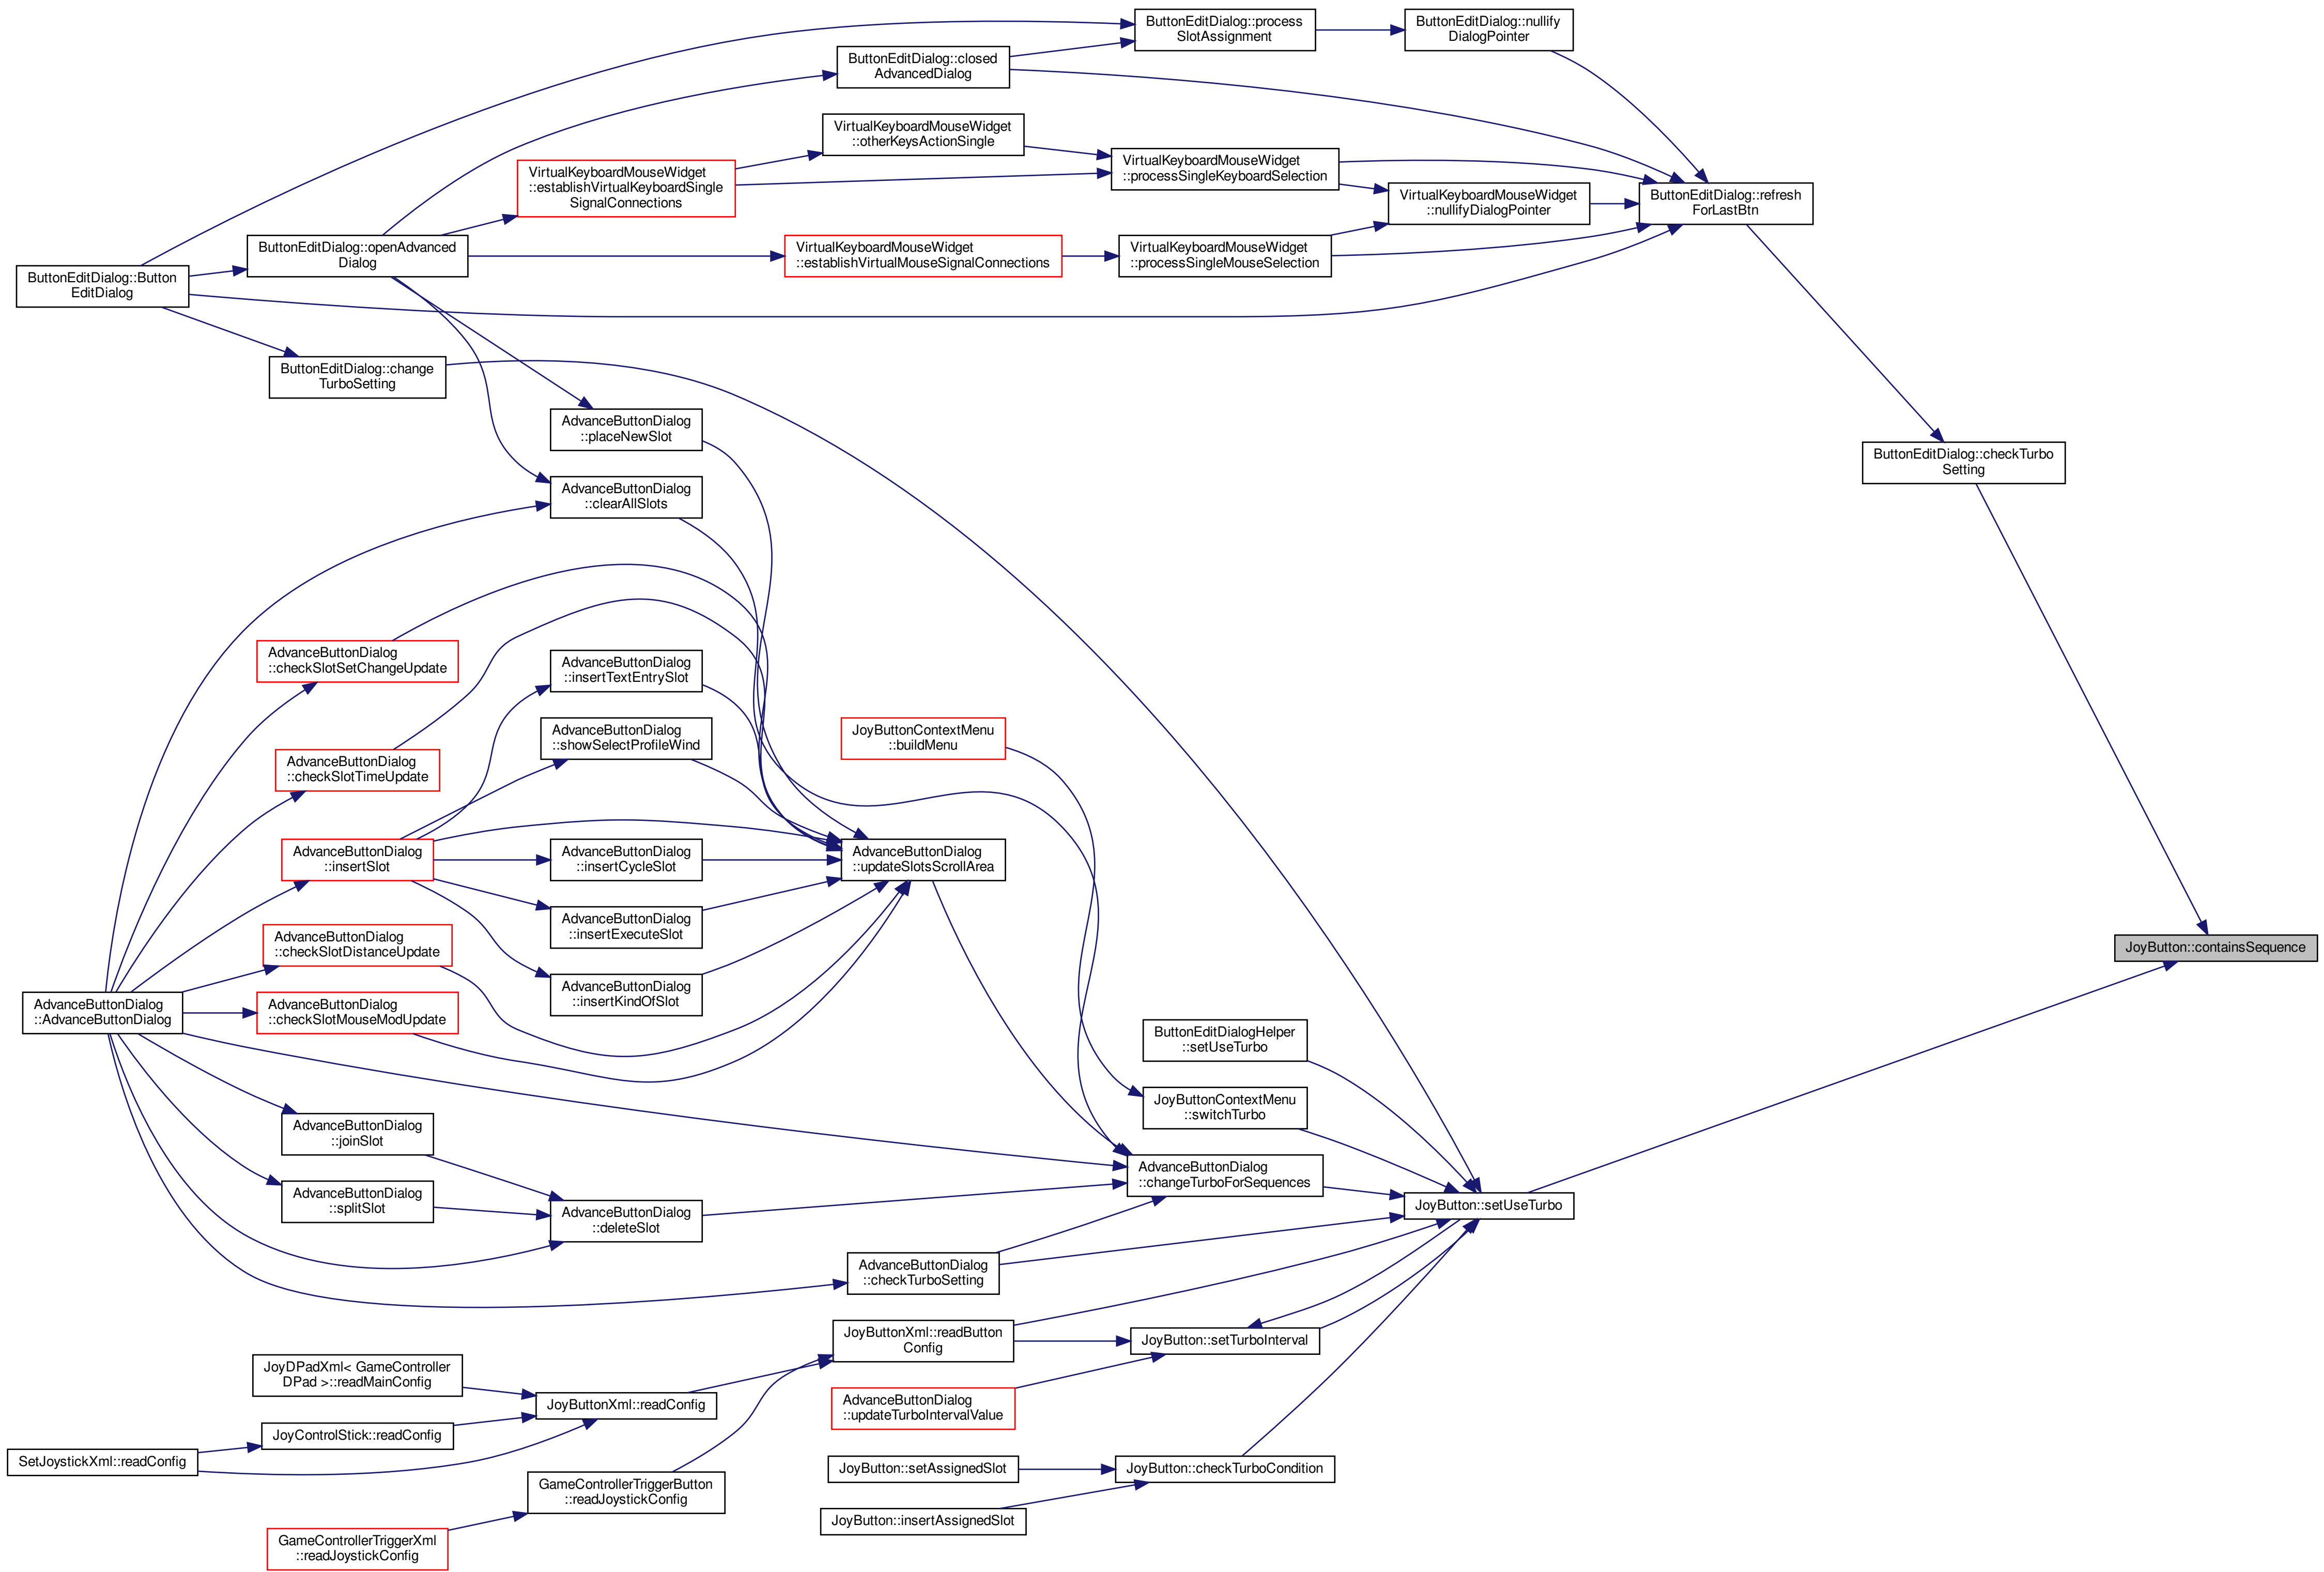 ButtonEditDialog::process
SlotAssignment
ButtonEditDialog::nullify
DialogPointer
ButtonEditDialog::closed
AdvancedDialog
VirtualKeyboardMouseWidget
::otherKeysActionSingle
VirtualKeyboardMouseWidget
::processSingleKeyboardSelection
VirtualKeyboardMouseWidget
::establishVirtualKeyboardSingle
SignalConnections
VirtualKeyboardMouseWidget
::nullifyDialogPointer
ButtonEditDialog::refresh
ForLastBtn
ButtonEditDialog::openAdvanced
Dialog
VirtualKeyboardMouseWidget
::establishVirtualMouseSignalConnections
VirtualKeyboardMouseWidget
::processSingleMouseSelection
ButtonEditDialog::Button
EditDialog
ButtonEditDialog::change
TurboSetting
AdvanceButtonDialog
::placeNewSlot
ButtonEditDialog::checkTurbo
Setting
AdvanceButtonDialog
::clearAllSlots
AdvanceButtonDialog
::checkSlotSetChangeUpdate
AdvanceButtonDialog
::insertTextEntrySlot
AdvanceButtonDialog
::showSelectProfileWind
JoyButtonContextMenu
::buildMenu
AdvanceButtonDialog
::checkSlotTimeUpdate
AdvanceButtonDialog
::insertSlot
AdvanceButtonDialog
::insertCycleSlot
AdvanceButtonDialog
::updateSlotsScrollArea
AdvanceButtonDialog
::insertExecuteSlot
AdvanceButtonDialog
::checkSlotDistanceUpdate
JoyButton::containsSequence
AdvanceButtonDialog
::insertKindOfSlot
AdvanceButtonDialog
::AdvanceButtonDialog
AdvanceButtonDialog
::checkSlotMouseModUpdate
ButtonEditDialogHelper
::setUseTurbo
JoyButtonContextMenu
::switchTurbo
AdvanceButtonDialog
::joinSlot
AdvanceButtonDialog
::changeTurboForSequences
AdvanceButtonDialog
::splitSlot
AdvanceButtonDialog
::deleteSlot
JoyButton::setUseTurbo
AdvanceButtonDialog
::checkTurboSetting
JoyButtonXml::readButton
Config
JoyButton::setTurboInterval
JoyDPadXml< GameController
DPad >::readMainConfig
JoyButtonXml::readConfig
AdvanceButtonDialog
::updateTurboIntervalValue
JoyControlStick::readConfig
SetJoystickXml::readConfig
JoyButton::setAssignedSlot
JoyButton::checkTurboCondition
GameControllerTriggerButton
::readJoystickConfig
JoyButton::insertAssignedSlot
GameControllerTriggerXml
::readJoystickConfig